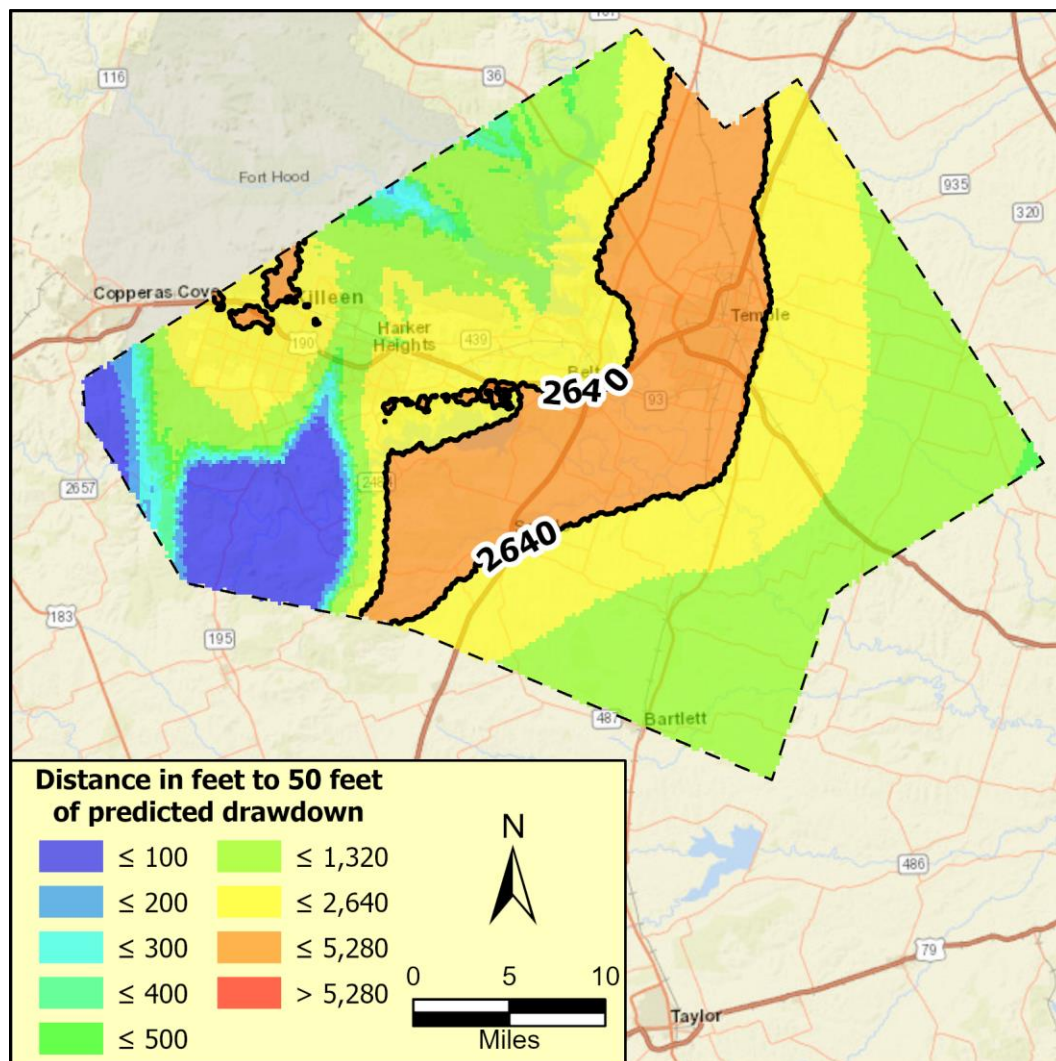 107
116
36
Fort Hood
935
320
Copperas Cove
Killeen
190
Harker
Heights
439
Temple
Belt
2640
93
2657
2484
2640
183
195
487
Bartlett
Distance in feet to 50 feet
of predicted drawdown
≤ 100
≤ 200
≤ 300
≤ 400
≤ 500
≤ 1,320
≤ 2,640
≤ 5,280
> 5,280
N
0 5 10
Miles
486
79
Taylor